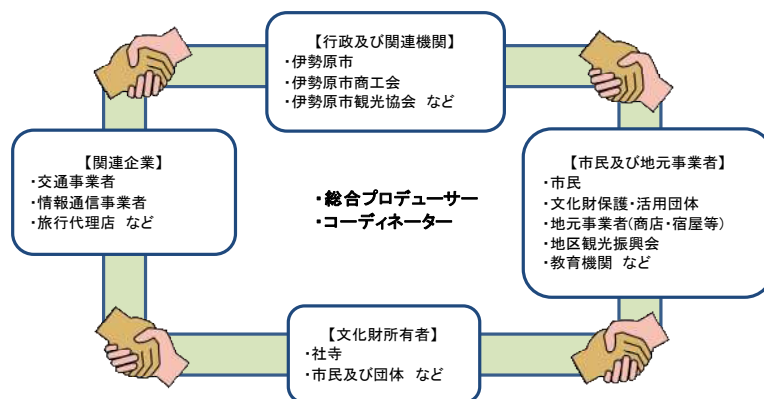 【行政及び関連機関】
・伊勢原市
・伊勢原市商工会
・伊勢原市観光協会 など
【関連企業】
・交通事業者
・情報通信事業者
・旅行代理店 など
・総合プロデューサー
・コーディネーター
【市民及び地元事業者】
・市民
・文化財保護・活用団体
・地元事業者(商店・宿屋等)
・地区観光振興会
・教育機関 など
【文化財所有者】
・社寺
・市民及び団体 など